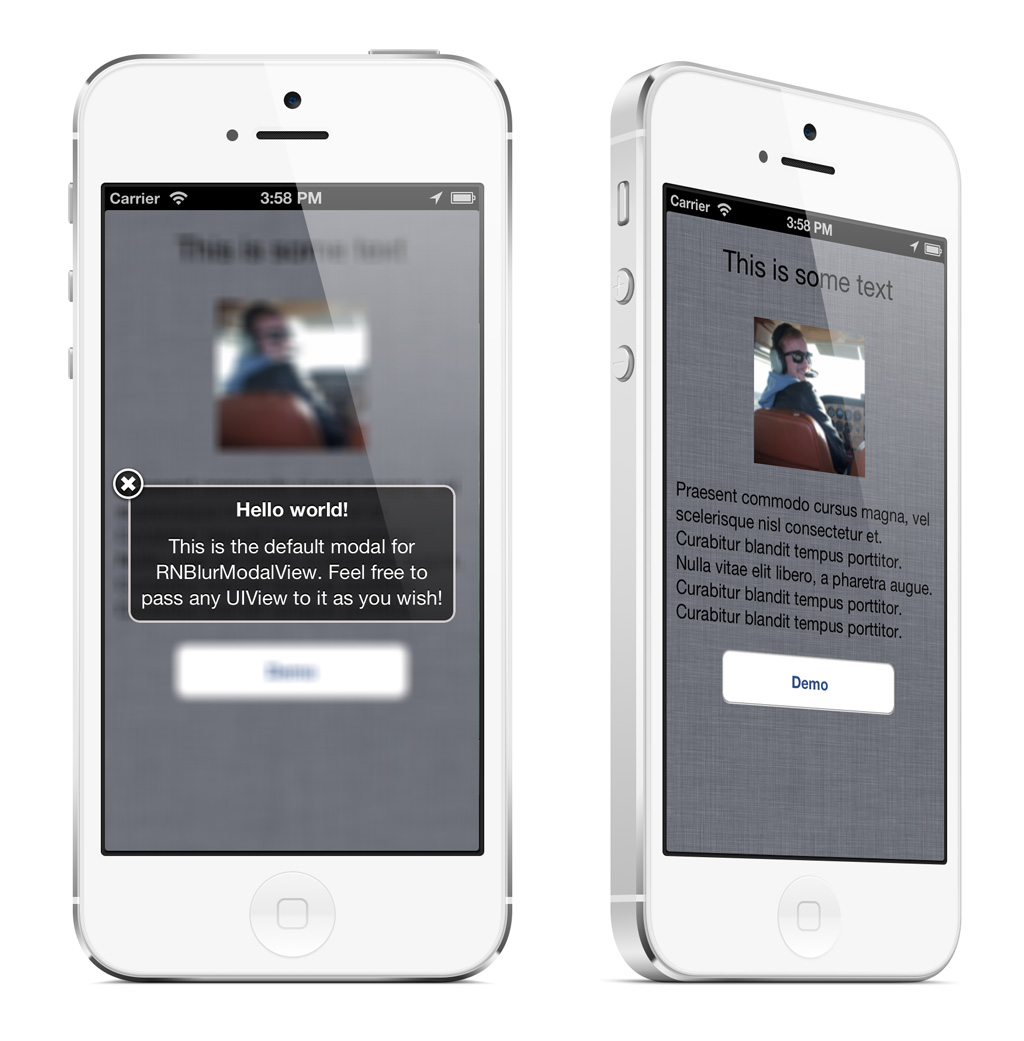 Carrier 3:58 PM
This is some text
Hello world!
This is the default modal for
RNBlurModalView. Feel free to
pass any UIView to it as you wish!
Demo
Carrier 3:58 PM
This is some text
Praesent commodo cursus magna, vel
scelerisque nisl consectetur et.
Curabitur blandit tempus porttitor.
Nulla vitae elit libero, a pharetra augue.
Curabitur blandit tempus porttitor.
Curabitur blandit tempus porttitor.
Demo